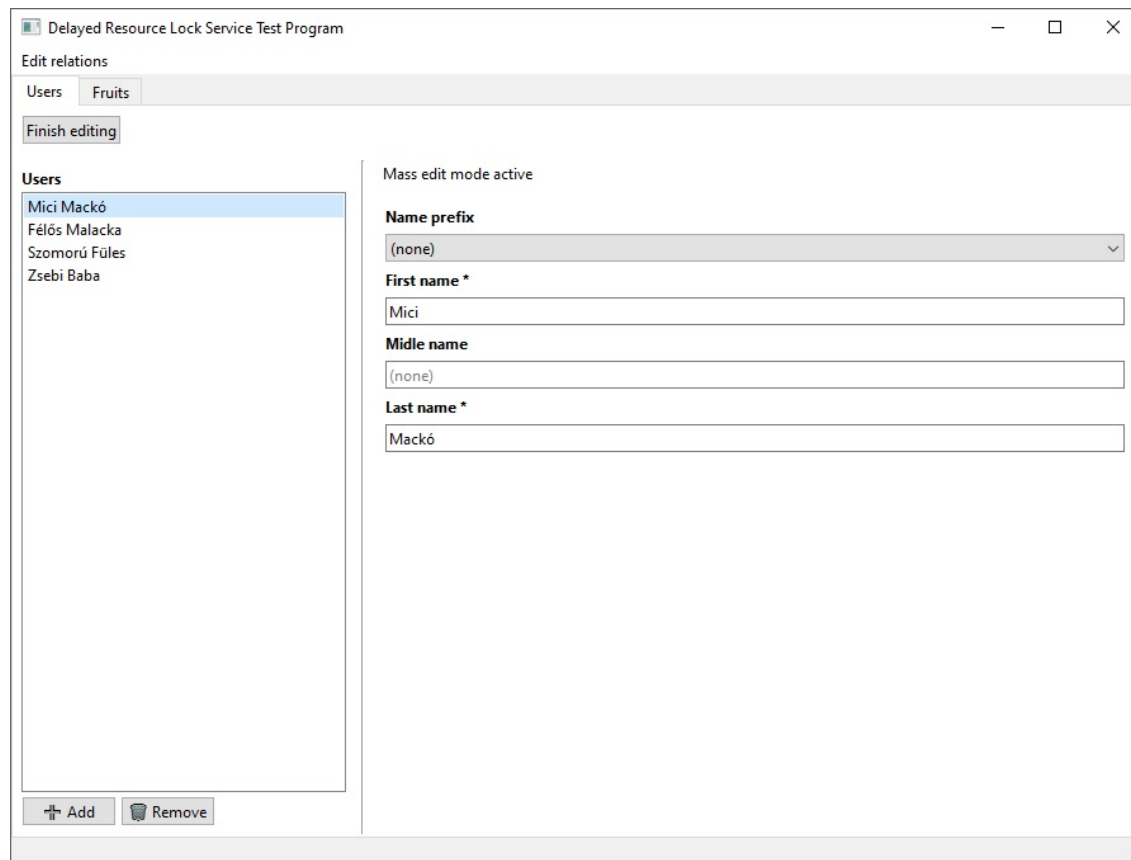 Delayed Resource Lock Service Test Program
Edit relations
Users Fruits
Finish editing
Users
Mici Mackó
Félős Malacka
Szomorú Füles
Zsebi Baba
Add Remove
Mass edit mode active
Name prefix
(none)
First name *
Mici
Midle name
(none)
Last name *
Mackó